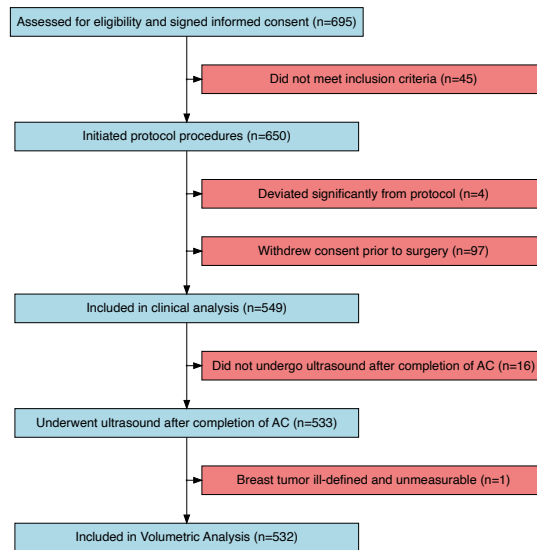 Assessed for eligibility and signed informed consent (n=695)
Did not meet inclusion criteria (n=45)
Initiated protocol procedures (n=650)
Deviated significantly from protocol (n=4)
Withdrew consent prior to surgery (n=97)
Included in clinical analysis (n=549)
Did not undergo ultrasound after completion of AC (n=16)
Underwent ultrasound after completion of AC (n=533)
Breast tumor ill-defined and unmeasurable (n=1)
Included in Volumetric Analysis (n=532)